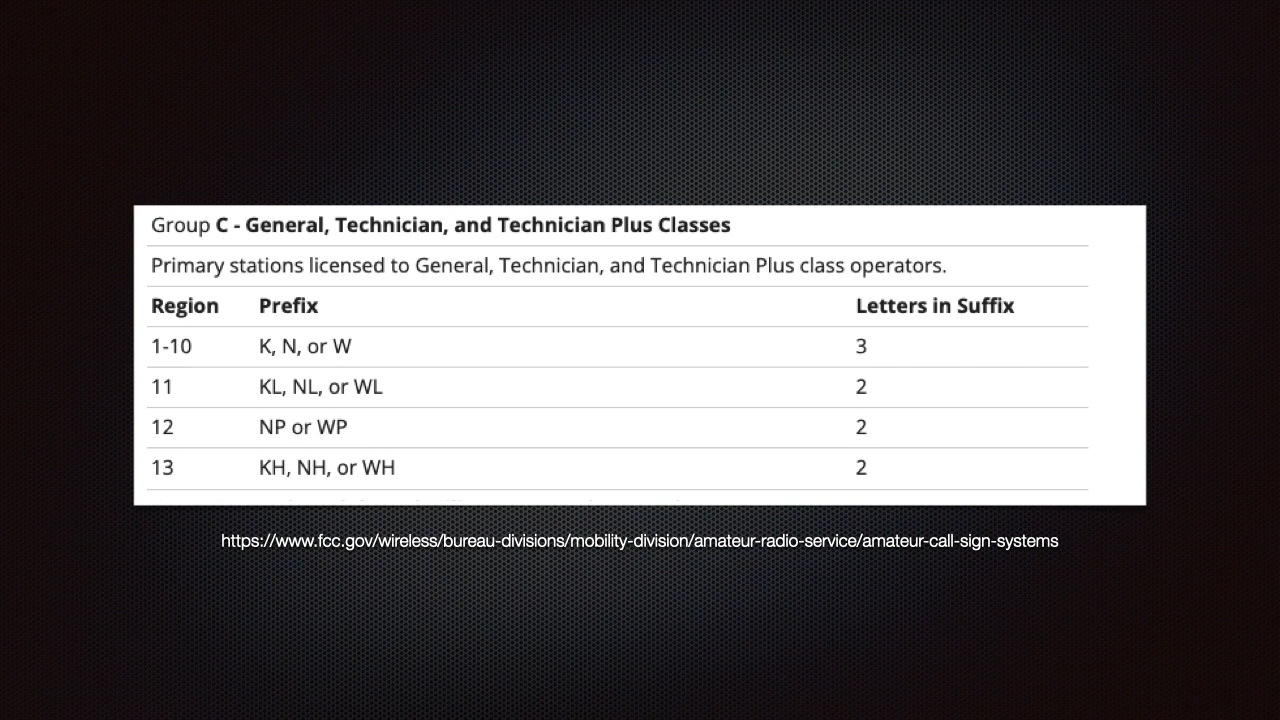 Group C - General, Technician, and Technician Plus Classes
Primary stations licensed to General, Technician, and Technician Plus class operators.
Region Prefix Letters in Suffix
1-10 K, N, or W 3
11 KL, NL, or WL 2
12 NP or WP 2
13 KH, NH, or WH 2
https://www.fcc.gov/wireless/bureau-divisions/mobility-division/amateur-radio-service/amateur-call-sign-systems